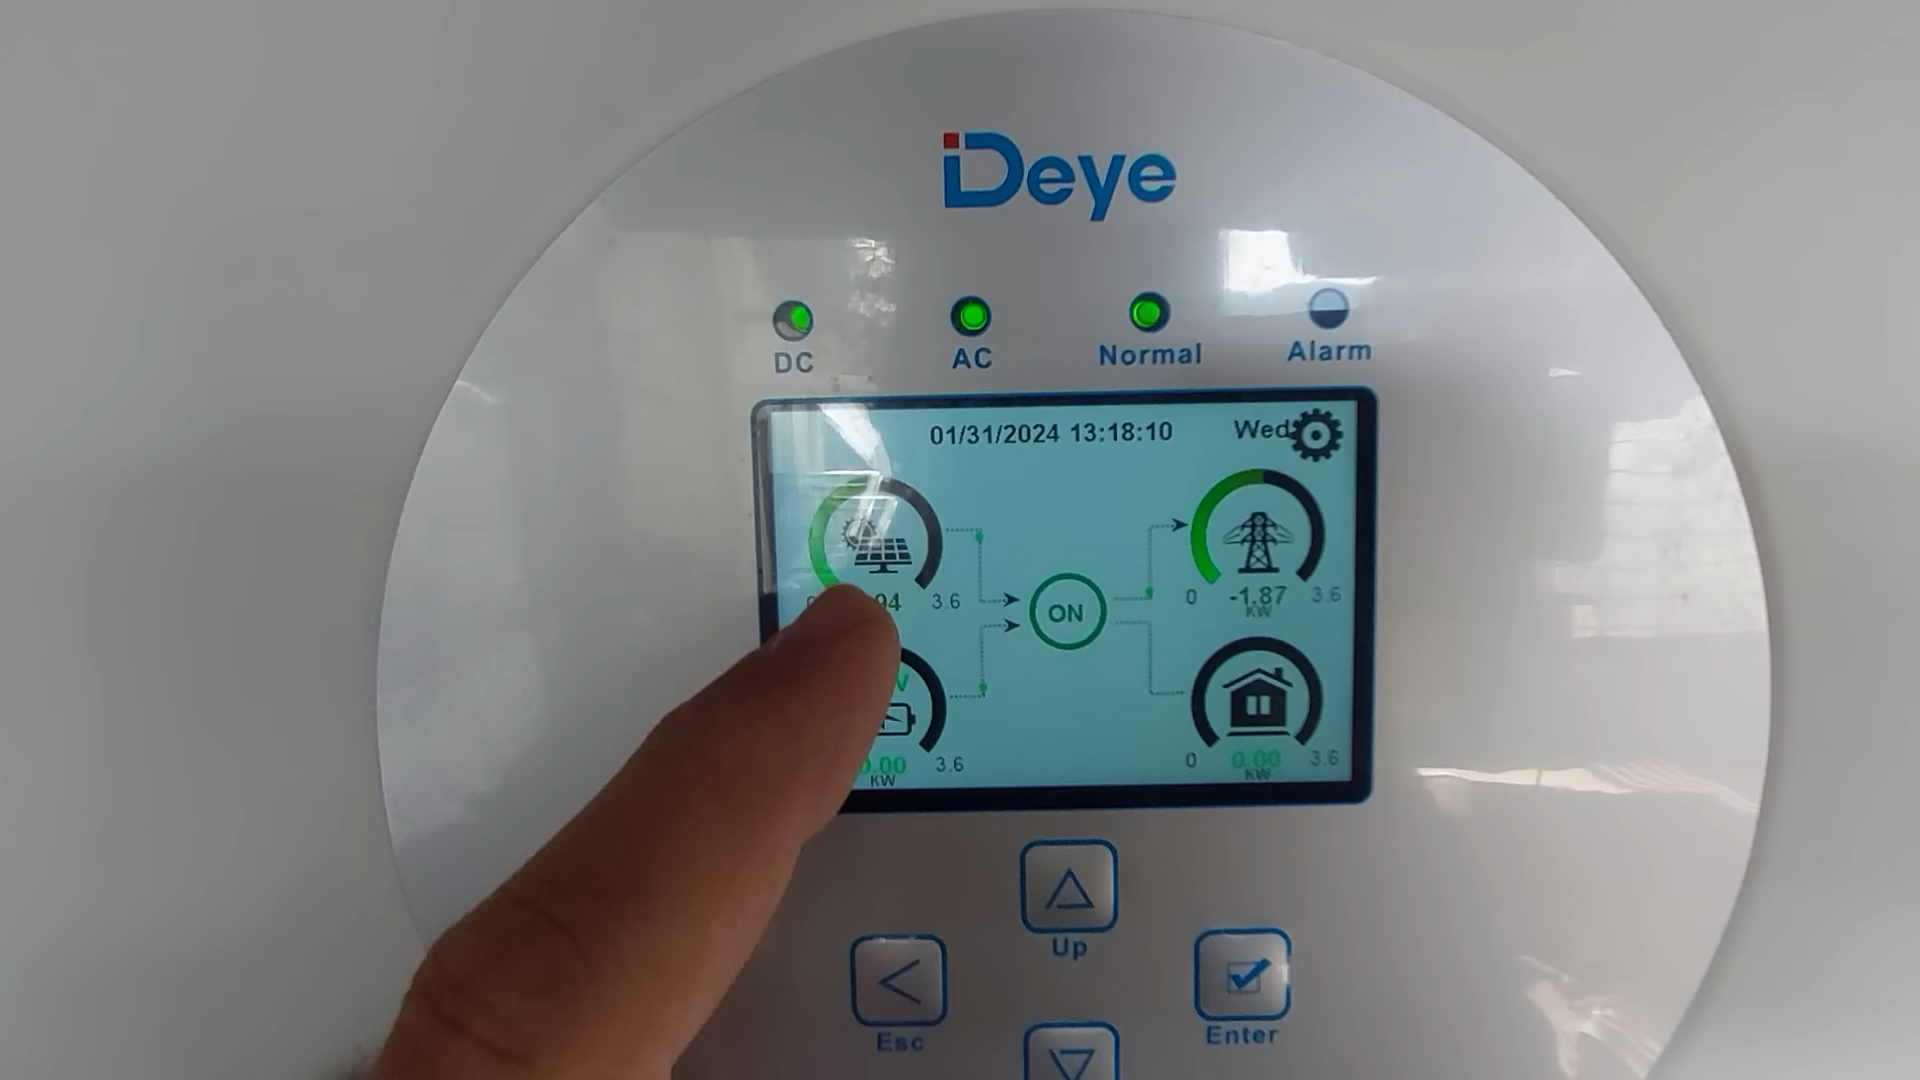 Deye
DC AC Normal Alarm
01/31/2024 13:18:10 Wed
94 3.6
0 -1.87 3.6
KW
ON
V
0.00 3.6
KW
0 0.00 3.6
KW
Up
Esc
Enter